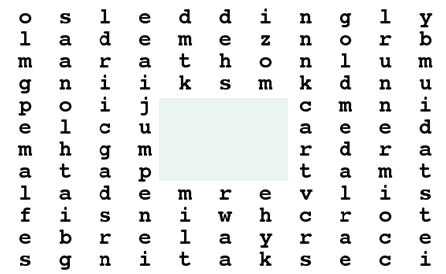 o s l e d d i n g l y
l a d e m e z n o r b
m a r a t h o n l u m
g n i i k s m k d n u
p o i j c m n i
e l c u a e e d
m h g m r d r a
a t a p t a m t
l a d e m r e v l i s
f i s n i w h c r o t
e b r e l a y r a c e
s g n i t a k s e c i